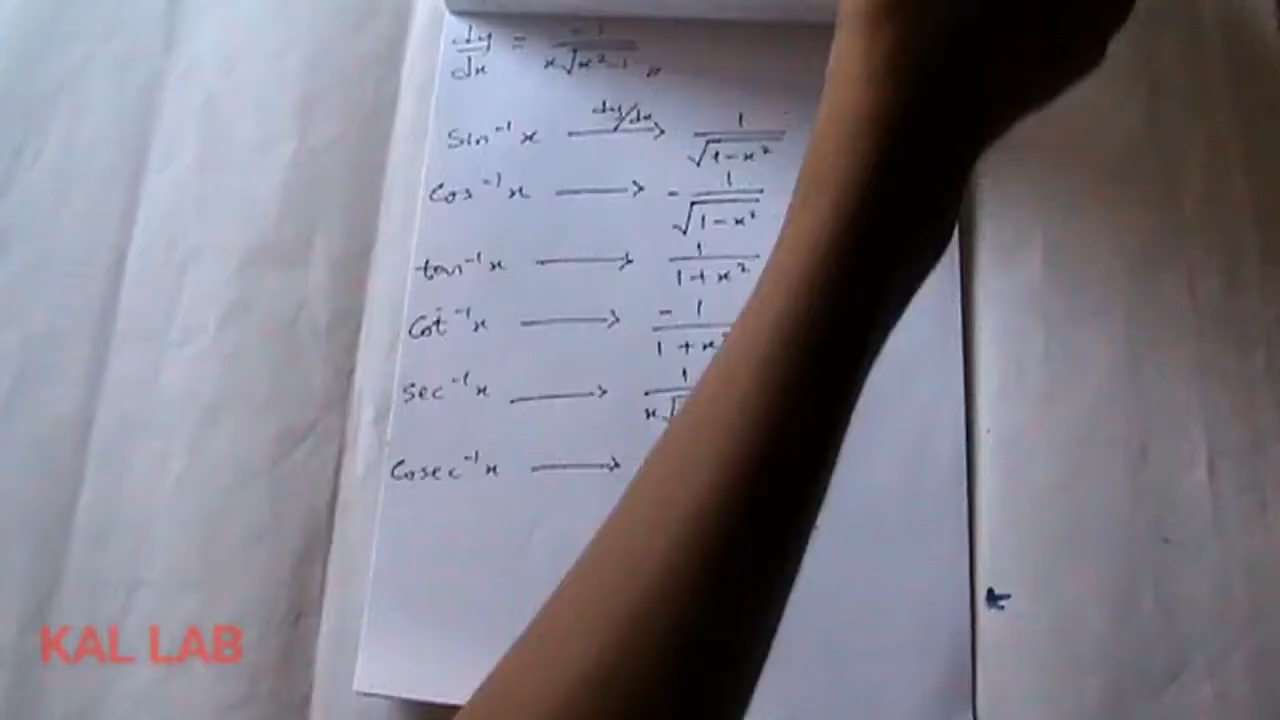 dy/dx = -1/(x√(x²-1)) //
Sin⁻¹x —dy/dx→ 1/√(1-x²)
Cos⁻¹x → -1/√(1-x²)
tan⁻¹x → 1/(1+x²)
Cot⁻¹x → -1/(1+x²
sec⁻¹x → 1/(x√
Cosec⁻¹x →
KAL LAB